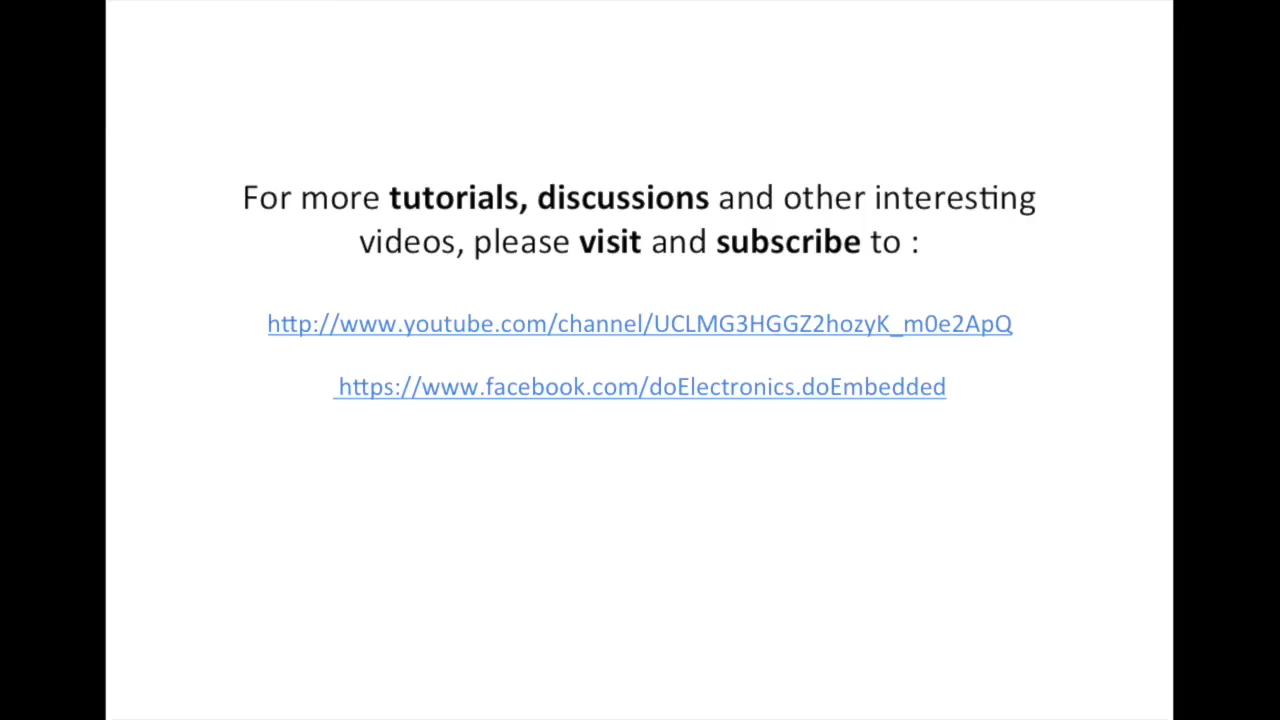 For more tutorials, discussions and other interesting
videos, please visit and subscribe to :
http://www.youtube.com/channel/UCLMG3HGGZ2hozyK_m0e2ApQ
https://www.facebook.com/doElectronics.doEmbedded